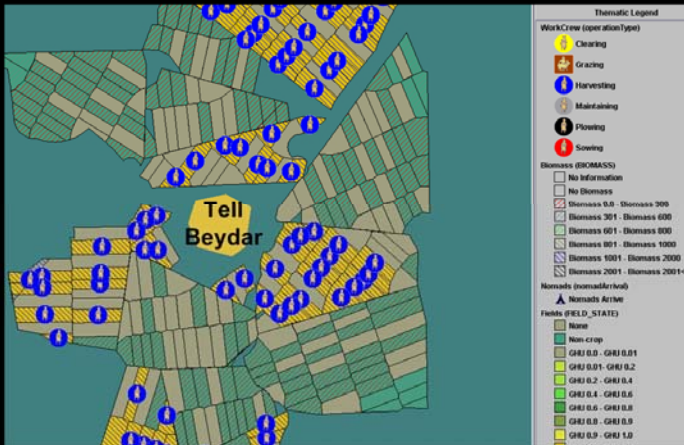 Tell
Beydar
Thematic Legend
WorkCrew (operationType)
Clearing
Grazing
Harvesting
Maintaining
Plowing
Sowing
Biomass (BIOMASS)
No Information
No Biomass
Biomass 0.0 - Biomass 300
Biomass 301 - Biomass 600
Biomass 601 - Biomass 800
Biomass 801 - Biomass 1000
Biomass 1001 - Biomass 2000
Biomass 2001 - Biomass 2001+
Nomads (nomadArrival)
Nomads Arrive
Fields (FIELD_STATE)
None
Non-crop
GHU 0.0 - GHU 0.01
GHU 0.01- GHU 0.2
GHU 0.2 - GHU 0.4
GHU 0.4 - GHU 0.6
GHU 0.6 - GHU 0.8
GHU 0.8 - GHU 0.9
GHU 0.9 - GHU 1.0